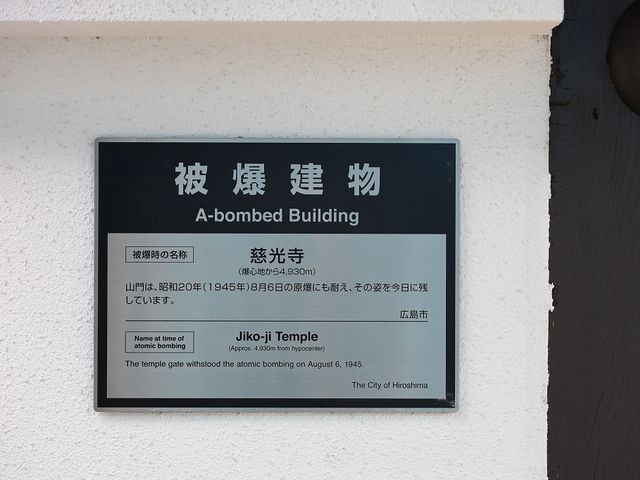 被爆建物
A-bombed Building
被爆時の名称
慈光寺
(爆心地から4,930m)
山門は、昭和20年(1945年)8月6日の原爆にも耐え、その姿を今日に残
しています。
広島市
Name at time of
atomic bombing
Jiko-ji Temple
(Approx. 4,930m from hypocenter)
The temple gate withstood the atomic bombing on August 6, 1945.
The City of Hiroshima